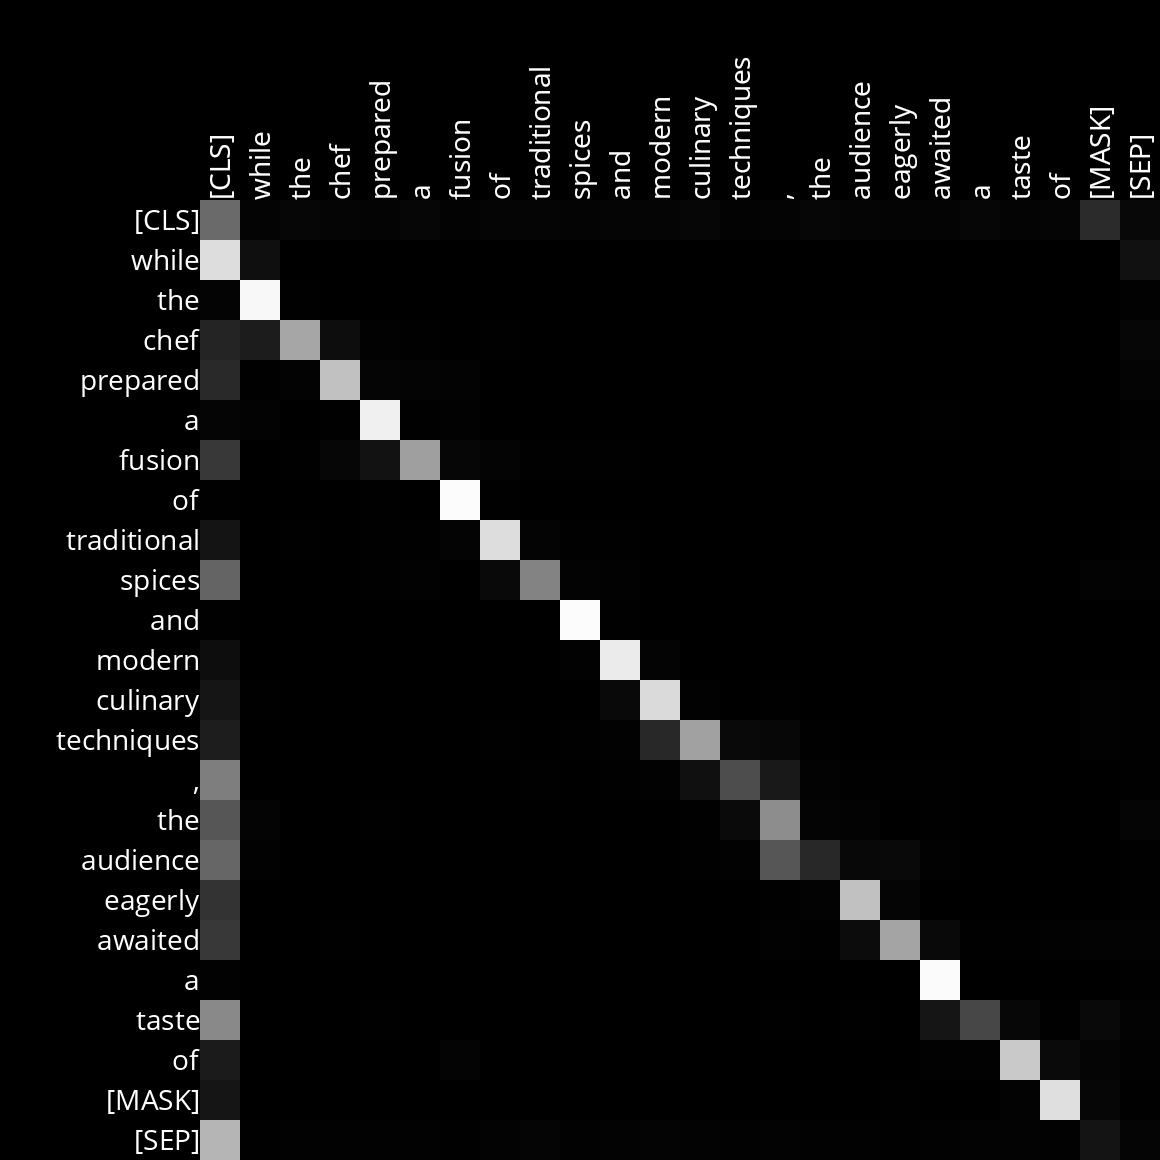 [CLS] while the chef prepared a fusion of traditional spices and modern culinary techniques , the audience eagerly awaited a taste of [MASK] [SEP]
[CLS]
while
the
chef
prepared
a
fusion
of
traditional
spices
and
modern
culinary
techniques
,
the
audience
eagerly
awaited
a
taste
of
[MASK]
[SEP]